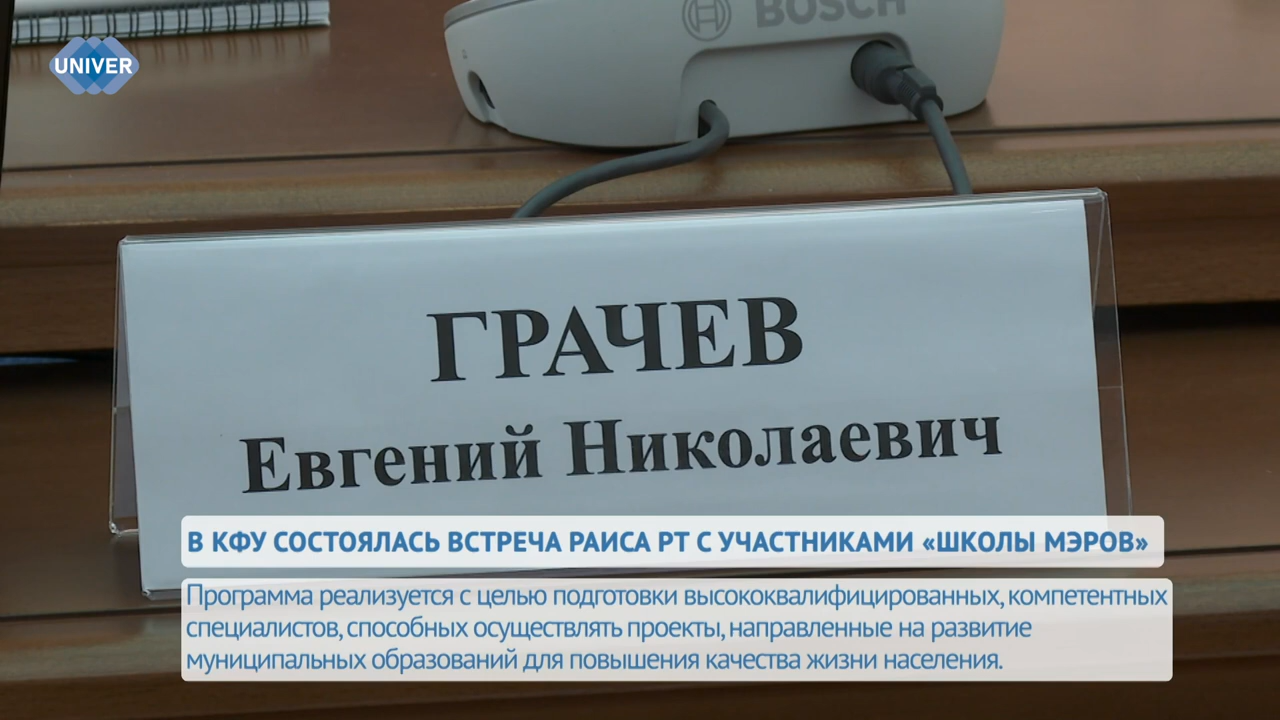 BOSCH
UNIVER
ГРАЧЕВ
Евгений Николаевич
В КФУ СОСТОЯЛАСЬ ВСТРЕЧА РАИСА РТ С УЧАСТНИКАМИ «ШКОЛЫ МЭРОВ»
Программа реализуется с целью подготовки высококвалифицированных, компетентных
специалистов, способных осуществлять проекты, направленные на развитие
муниципальных образований для повышения качества жизни населения.